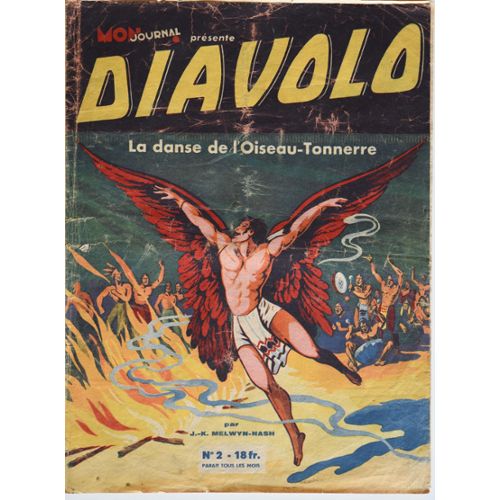 MON JOURNAL présente
DIAVOLO
La danse de l'Oiseau-Tonnerre
par
J.-K. MELWYN-NASH
N° 2 - 18 fr.
PARAIT TOUS LES MOIS